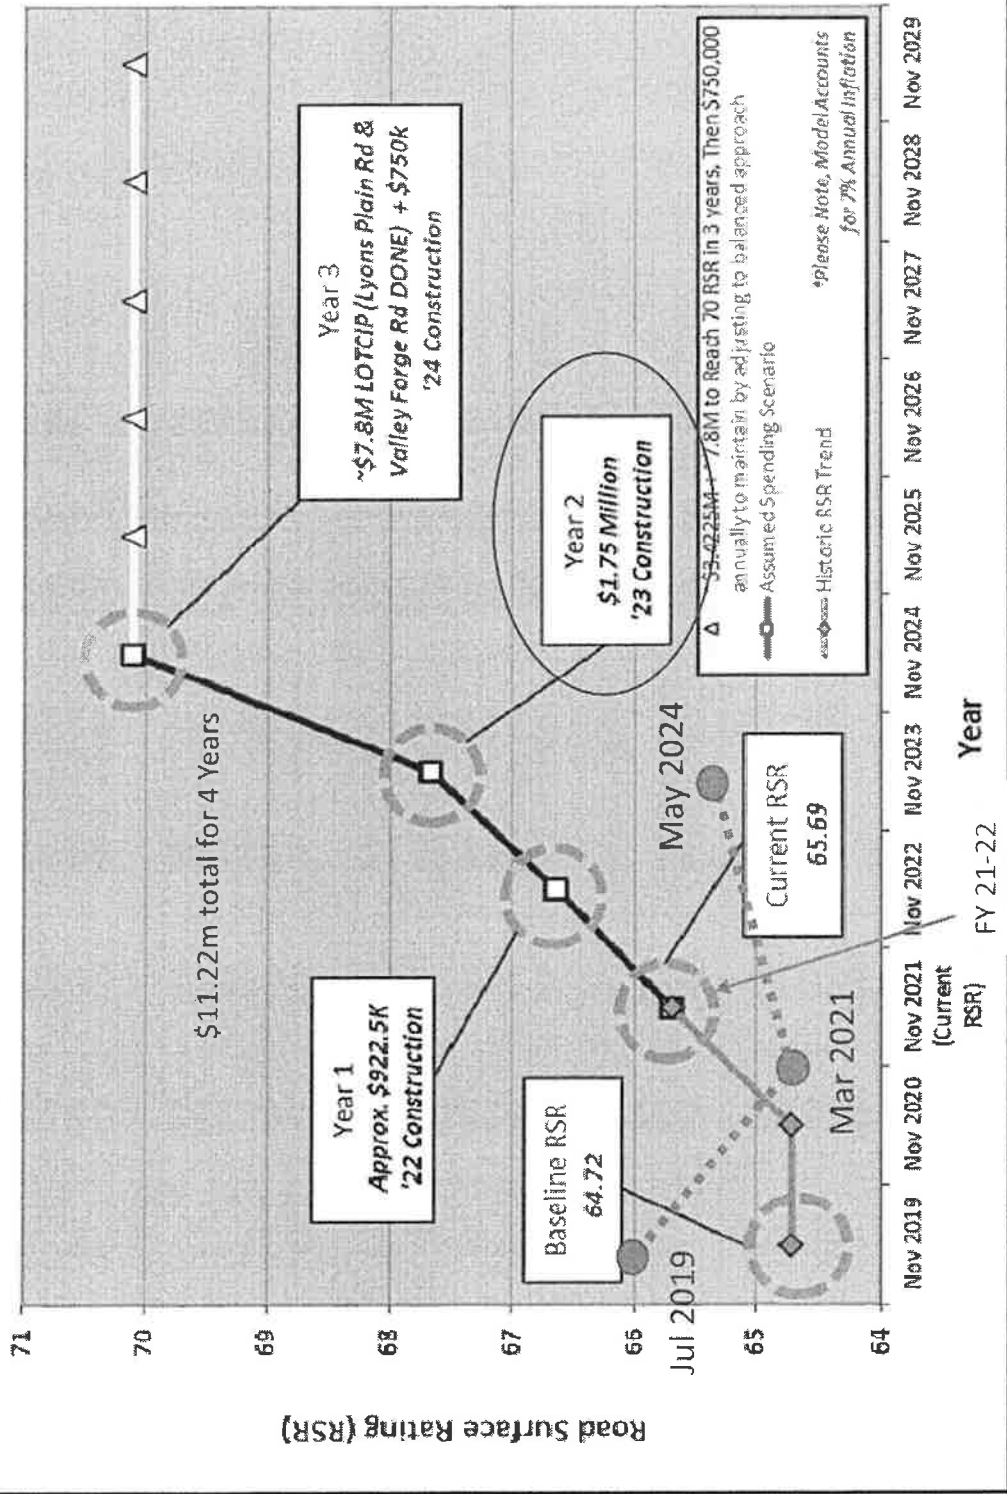 Road Surface Rating (RSR)
71
70
69
68
67
66
65
64
$11.22m total for 4 Years
Year 1
Approx. $922.5K
'22 Construction
Year 3
~$7.8M LOTCIP (Lyons Plain Rd &
Valley Forge Rd DONE) + $750k
'24 Construction
Year 2
$1.75 Million
'23 Construction
Baseline RSR
64.72
Jul 2019
Mar 2021
May 2024
Current RSR
65.69
$3.4225M 7.8M to Reach 70 RSR in 3 years, Then $750,000
annually to maintain by adjusting to balanced approach
Assumed Spending Scenario
Historic RSR Trend
*Please Note, Model Accounts
for 7% Annual Inflation
Nov 2019
Nov 2020
Nov 2021
(Current
RSR)
Nov 2022
Nov 2023
Nov 2024
Nov 2025
Nov 2026
Nov 2027
Nov 2028
Nov 2029
FY 21-22
Year